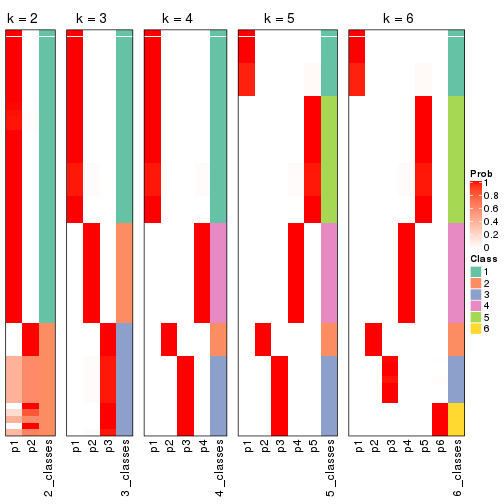 k = 2
k = 3
k = 4
k = 5
k = 6
p1
p2
2_classes
p1
p2
p3
3_classes
p1
p2
p3
p4
4_classes
p1
p2
p3
p4
p5
5_classes
p1
p2
p3
p4
p5
p6
6_classes
Prob
1
0.8
0.6
0.4
0.2
0
Class
1
2
3
4
5
6